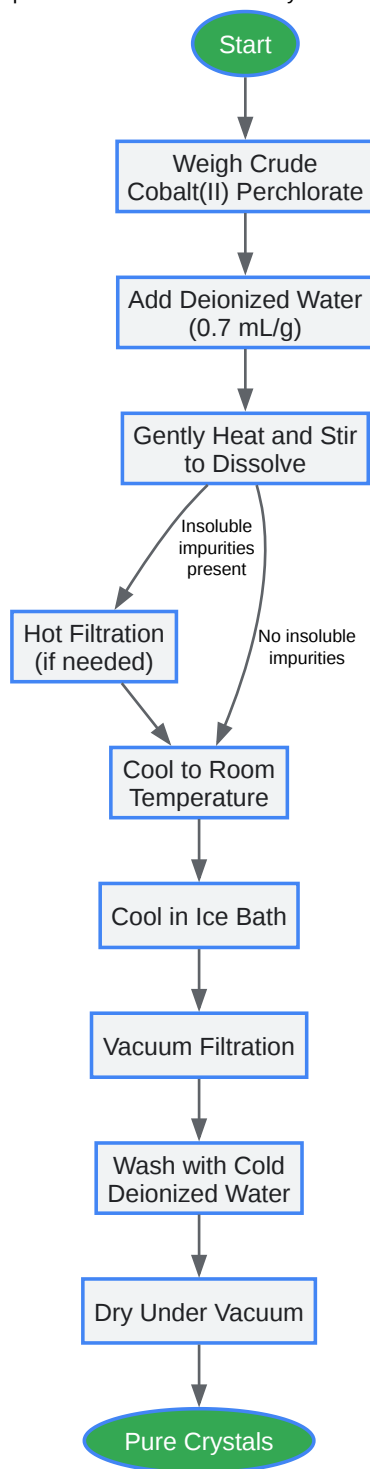 Start
Weigh Crude
Cobalt(II) Perchlorate
Add Deionized Water
(0.7 mL/g)
Gently Heat and Stir
to Dissolve
Insoluble
impurities
present
Hot Filtration
(if needed)
No insoluble
impurities
Cool to Room
Temperature
Cool in Ice Bath
Vacuum Filtration
Wash with Cold
Deionized Water
Dry Under Vacuum
Pure Crystals